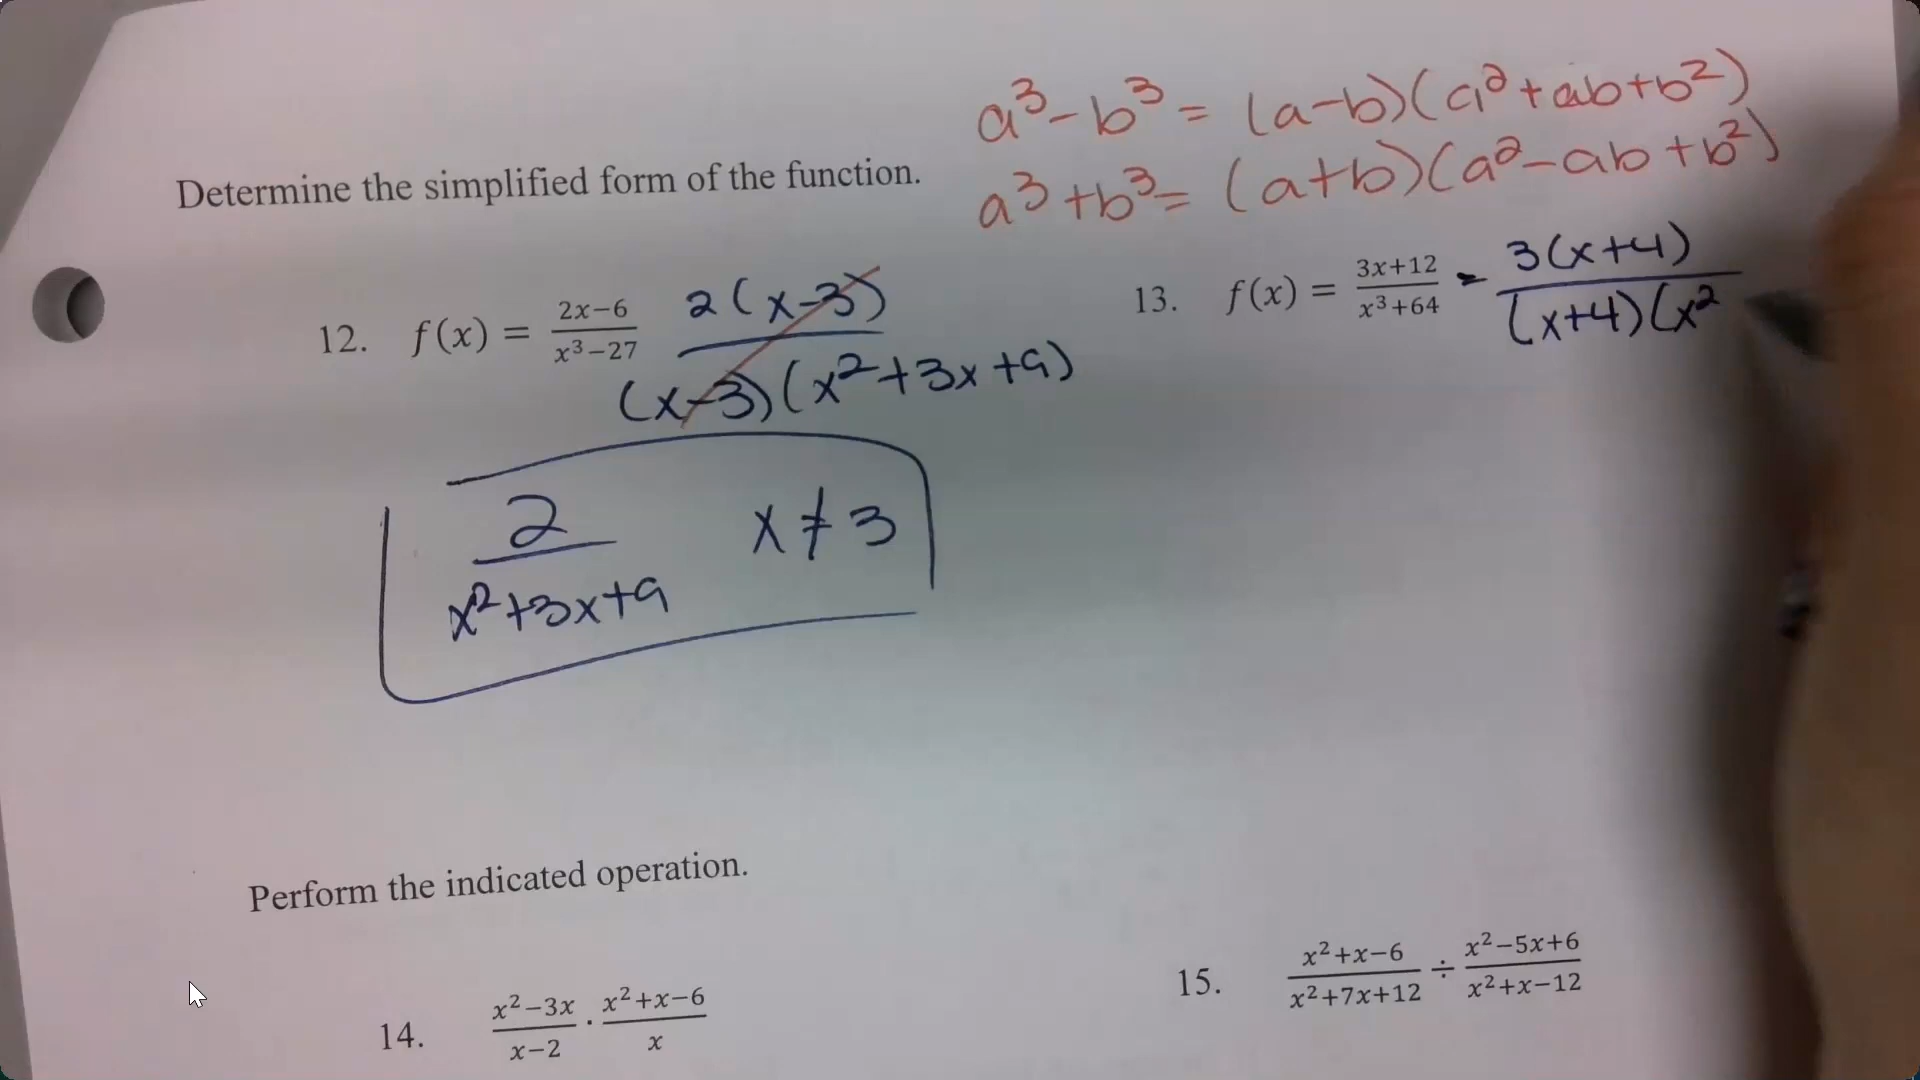 a³-b³= (a-b)(a²+ab+b²)
a³+b³= (a+b)(a²-ab+b²)
Determine the simplified form of the function.
12. f(x) = 2x-6/x³-27 2(x-3)/(x-3)(x²+3x+9)
2/x²+3x+9 x≠3
13. f(x) = 3x+12/x³+64 = 3(x+4)/(x+4)(x²
Perform the indicated operation.
14. x²-3x/x-2 · x²+x-6/x
15. x²+x-6/x²+7x+12 ÷ x²-5x+6/x²+x-12